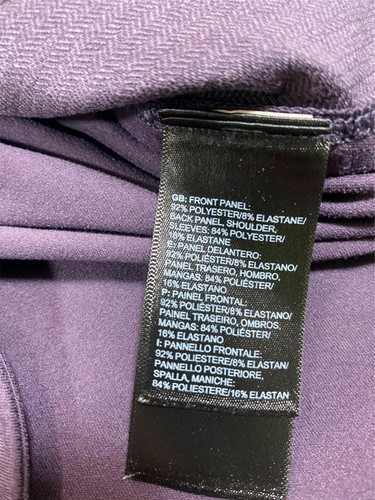 GB: FRONT PANEL:
92% POLYESTER/8% ELASTANE/
BACK PANEL, SHOULDER,
SLEEVES: 84% POLYESTER/
16% ELASTANE
E: PANEL DELANTERO:
92% POLIÉSTER/8% ELASTANO/
PANEL TRASERO, HOMBRO,
MANGAS: 84% POLIÉSTER/
16% ELASTANO
P: PAINEL FRONTAL:
92% POLIÉSTER/8% ELASTANO/
PAINEL TRASEIRO, OMBROS,
MANGAS: 84% POLIÉSTER/
16% ELASTANO
I: PANNELLO FRONTALE:
92% POLIESTERE/8% ELASTAN/
PANNELLO POSTERIORE,
SPALLA, MANICHE:
84% POLIESTERE/16% ELASTAN